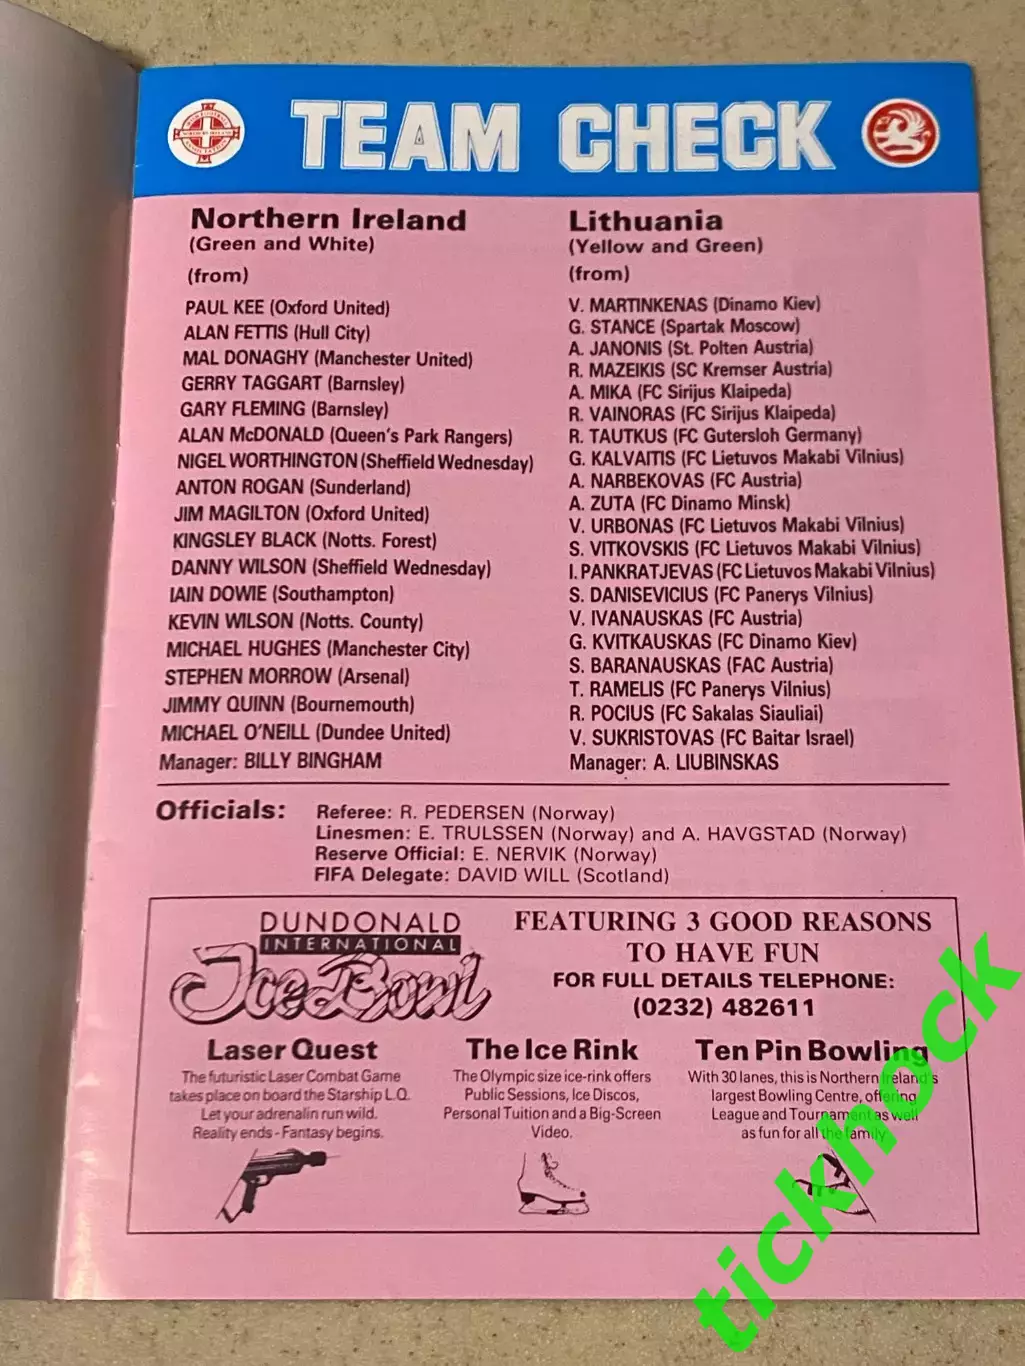 TEAM CHECK
Northern Ireland
(Green and White)
(from)
PAUL KEE (Oxford United)
ALAN FETTIS (Hull City)
MAL DONAGHY (Manchester United)
GERRY TAGGART (Barnsley)
GARY FLEMING (Barnsley)
ALAN McDONALD (Queen's Park Rangers)
NIGEL WORTHINGTON (Sheffield Wednesday)
ANTON ROGAN (Sunderland)
JIM MAGILTON (Oxford United)
KINGSLEY BLACK (Notts. Forest)
DANNY WILSON (Sheffield Wednesday)
IAIN DOWIE (Southampton)
KEVIN WILSON (Notts. County)
MICHAEL HUGHES (Manchester City)
STEPHEN MORROW (Arsenal)
JIMMY QUINN (Bournemouth)
MICHAEL O'NEILL (Dundee United)
Manager: BILLY BINGHAM
Lithuania
(Yellow and Green)
(from)
V. MARTINKENAS (Dinamo Kiev)
G. STANCE (Spartak Moscow)
A. JANONIS (St. Polten Austria)
R. MAZEIKIS (SC Kremser Austria)
A. MIKA (FC Sirijus Klaipeda)
R. VAINORAS (FC Sirijus Klaipeda)
R. TAUTKUS (FC Gutersloh Germany)
G. KALVAITIS (FC Lietuvos Makabi Vilnius)
A. NARBEKOVAS (FC Austria)
A. ZUTA (FC Dinamo Minsk)
V. URBONAS (FC Lietuvos Makabi Vilnius)
S. VITKOVSKIS (FC Lietuvos Makabi Vilnius)
I. PANKRATJEVAS (FC Lietuvos Makabi Vilnius)
S. DANISEVICIUS (FC Panerys Vilnius)
V. IVANAUSKAS (FC Austria)
G. KVITKAUSKAS (FC Dinamo Kiev)
S. BARANAUSKAS (FAC Austria)
T. RAMELIS (FC Panerys Vilnius)
R. POCIUS (FC Sakalas Siauliai)
V. SUKRISTOVAS (FC Baitar Israel)
Manager: A. LIUBINSKAS
Officials:
Referee: R. PEDERSEN (Norway)
Linesmen: E. TRULSSEN (Norway) and A. HAVGSTAD (Norway)
Reserve Official: E. NERVIK (Norway)
FIFA Delegate: DAVID WILL (Scotland)
DUNDONALD
INTERNATIONAL
Ice Bowl
FEATURING 3 GOOD REASONS
TO HAVE FUN
FOR FULL DETAILS TELEPHONE:
(0232) 482611
Laser Quest
The futuristic Laser Combat Game
takes place on board the Starship L.Q.
Let your adrenalin run wild.
Reality ends - Fantasy begins.
The Ice Rink
The Olympic size ice-rink offers
Public Sessions, Ice Discos,
Personal Tuition and a Big-Screen
Video.
Ten Pin Bowling
With 30 lanes, this is Northern Ireland's
largest Bowling Centre, offering
League and Tournament as well
as fun for all the family
ticknock